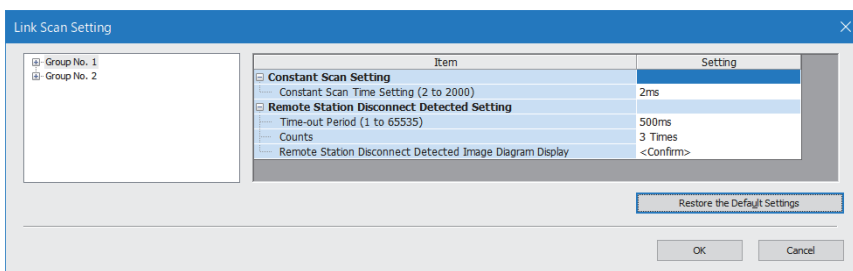 Link Scan Setting
Group No. 1
Group No. 2
Item Setting
Constant Scan Setting
Constant Scan Time Setting (2 to 2000) 2ms
Remote Station Disconnect Detected Setting
Time-out Period (1 to 65535) 500ms
Counts 3 Times
Remote Station Disconnect Detected Image Diagram Display <Confirm>
Restore the Default Settings
OK Cancel